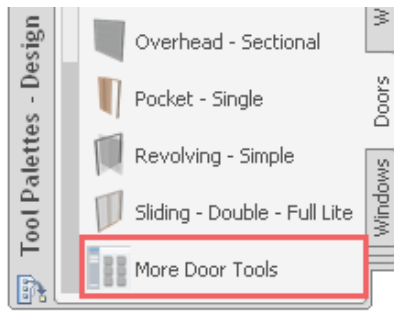 Tool Palettes - Design
Overhead - Sectional
Pocket - Single
Revolving - Simple
Sliding - Double - Full Lite
More Door Tools
W
Doors
Windows